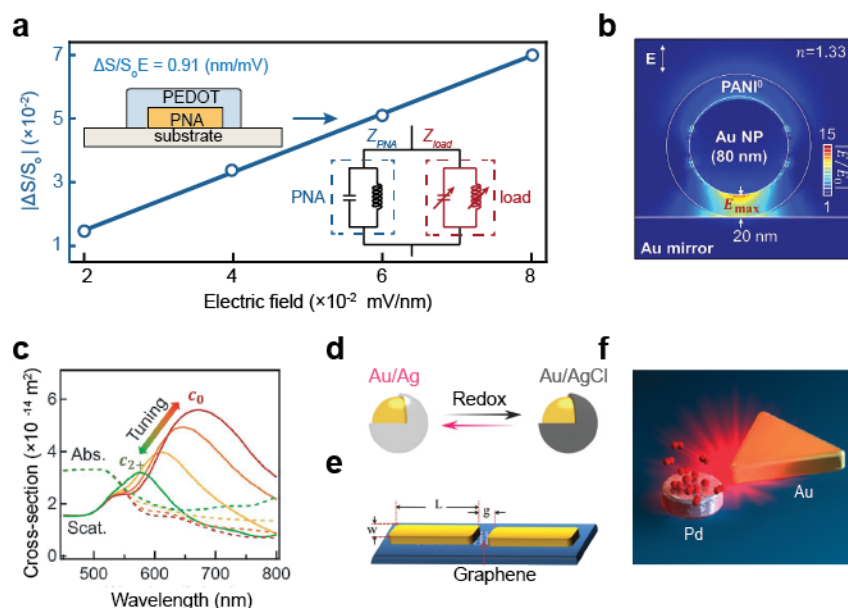 a
ΔS/SₒE = 0.91 (nm/mV)
PEDOT
PNA
substrate
Z_PNA
Z_load
PNA
load
|ΔS/Sₒ| (×10⁻²)
7
5
3
1
2
4
6
8
Electric field (×10⁻² mV/nm)
b
E
n=1.33
PANI⁰
Au NP
(80 nm)
15
E/E₀
1
E_max
20 nm
Au mirror
c
Cross-section (×10⁻¹⁴ m²)
6
4
2
0
Tuning
c₀
Abs.
c₂₊
Scat.
500
600
700
800
Wavelength (nm)
d
Au/Ag
Redox
Au/AgCl
e
L
g
w
Graphene
f
Au
Pd